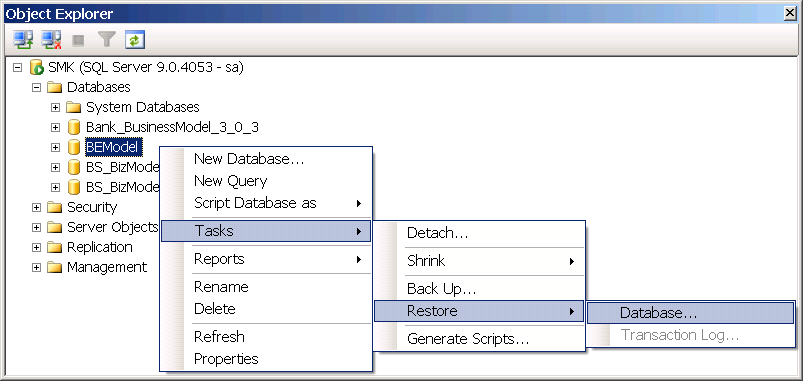 Object Explorer
SMK (SQL Server 9.0.4053 - sa)
Databases
System Databases
Bank_BusinessModel_3_0_3
BEModel
BS_BizMode
BS_BizMode
Security
Server Objects
Replication
Management
New Database...
New Query
Script Database as
Tasks
Reports
Rename
Delete
Refresh
Properties
Detach...
Shrink
Back Up...
Restore
Generate Scripts...
Database...
Transaction Log...